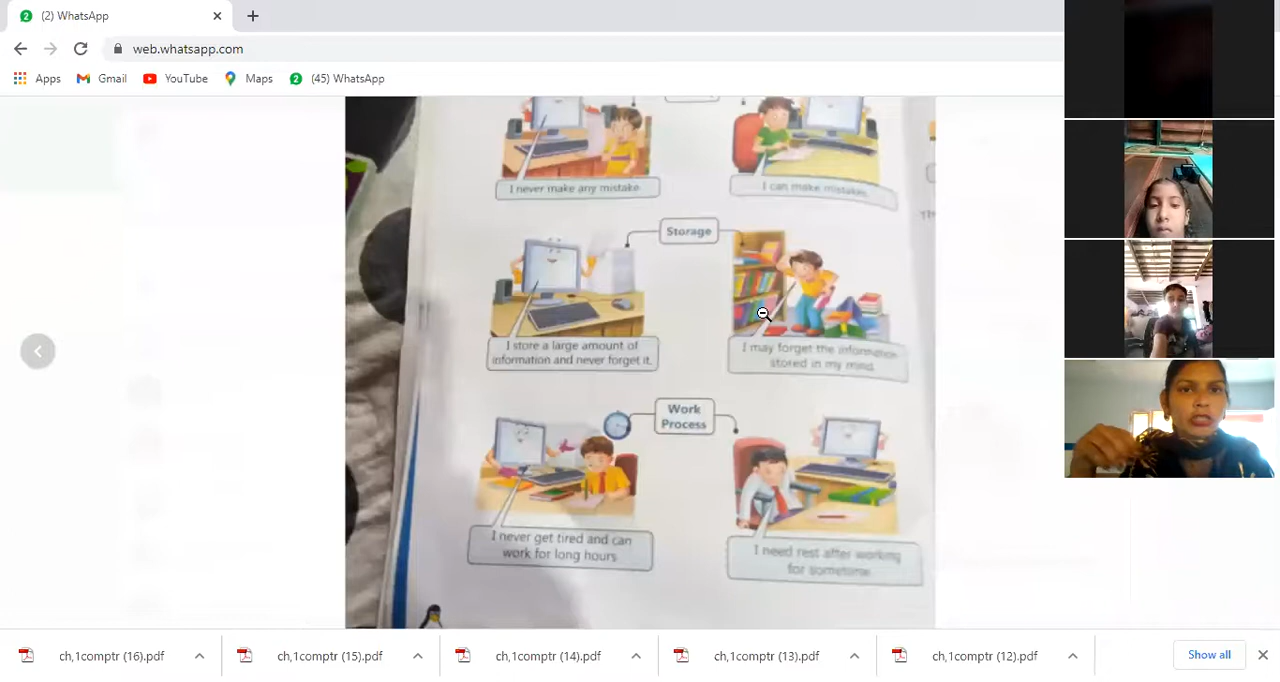 (2) WhatsApp
web.whatsapp.com
Apps
Gmail
YouTube
Maps
(45) WhatsApp
I never make any mistake
I can make mistakes
Storage
I store a large amount of
information and never forget it.
I may forget the information
stored in my mind.
Work
Process
I never get tired and can
work for long hours
I need rest after working
for sometime
ch,1comptr (16).pdf
ch,1comptr (15).pdf
ch,1comptr (14).pdf
ch,1comptr (13).pdf
ch,1comptr (12).pdf
Show all